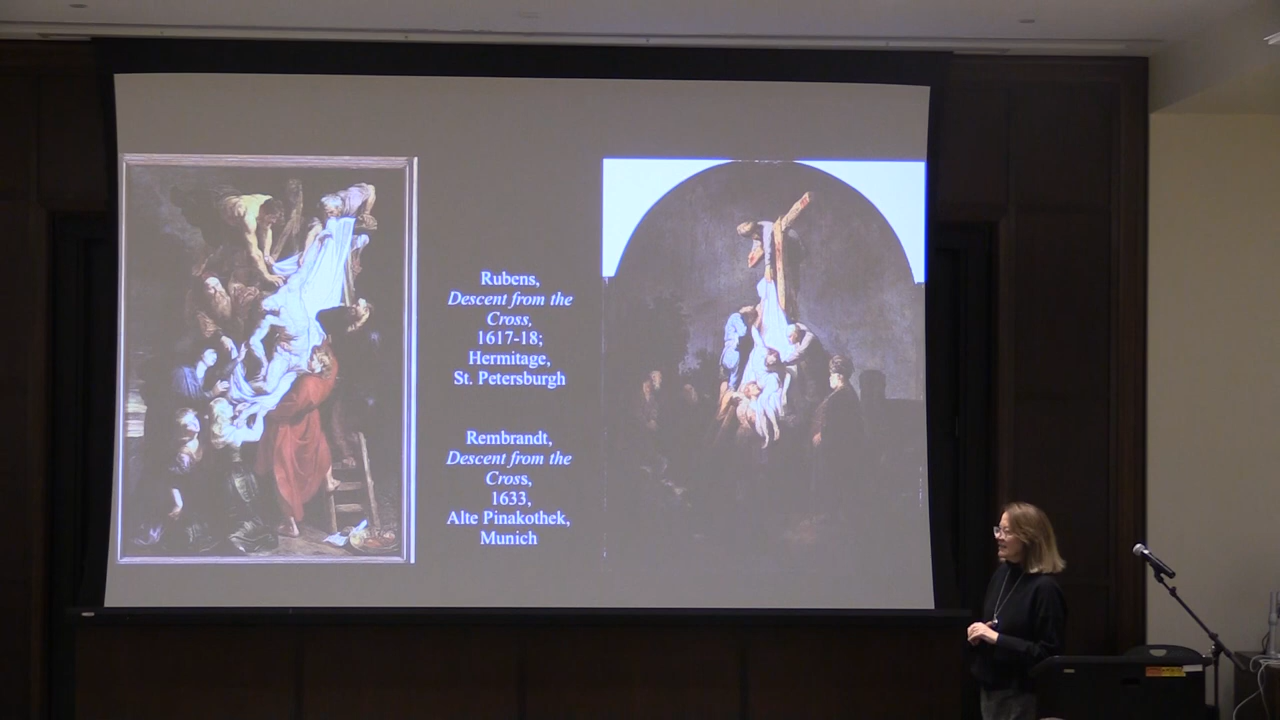 Rubens,
Descent from the
Cross,
1617-18;
Hermitage,
St. Petersburgh
Rembrandt,
Descent from the
Cross,
1633,
Alte Pinakothek,
Munich